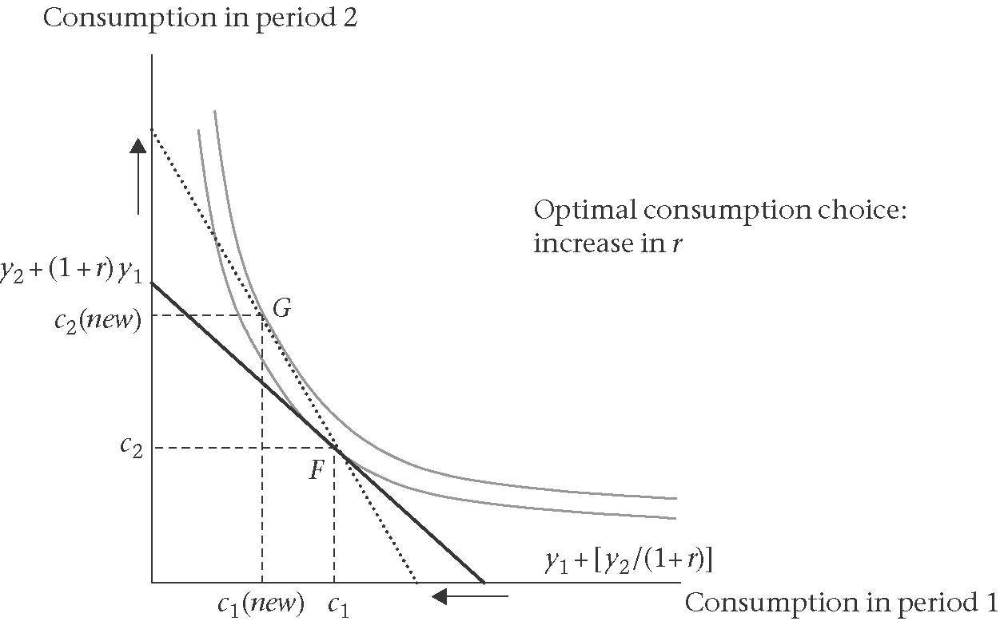 Consumption in period 2
Optimal consumption choice:
increase in r
y₂ + (1 + r) y₁
c₂(new)
G
c₂
F
y₁ + [y₂/(1 + r)]
c₁(new)
c₁
Consumption in period 1